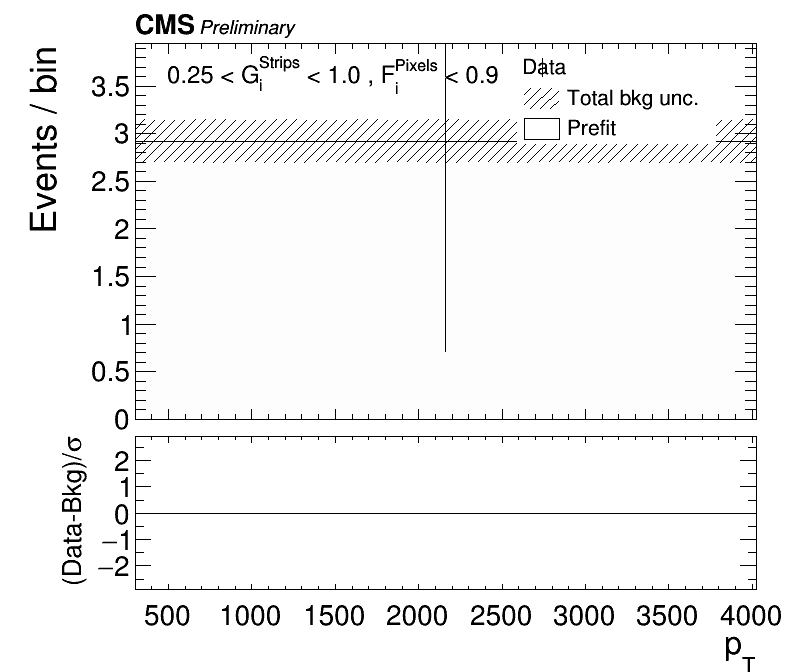 CMS Preliminary
0.25 < G_i^Strips < 1.0 , F_i^Pixels < 0.9
Data
Total bkg unc.
Prefit
Events / bin
3.5
3
2.5
2
1.5
1
0.5
0
(Data-Bkg)/σ
2
1
0
−1
−2
500 1000 1500 2000 2500 3000 3500 4000
p_T